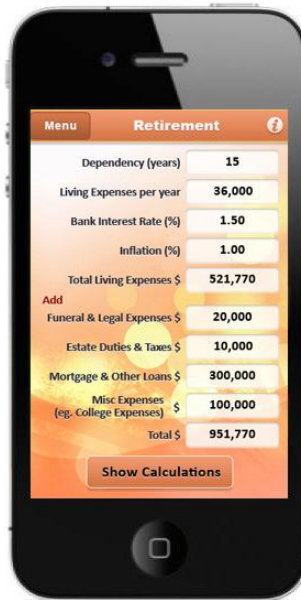 Menu Retirement i
Dependency (years) 15
Living Expenses per year 36,000
Bank Interest Rate (%) 1.50
Inflation (%) 1.00
Total Living Expenses $ 521,770
Add
Funeral & Legal Expenses $ 20,000
Estate Duties & Taxes $ 10,000
Mortgage & Other Loans $ 300,000
Misc Expenses
(eg. College Expenses) $ 100,000
Total $ 951,770
Show Calculations